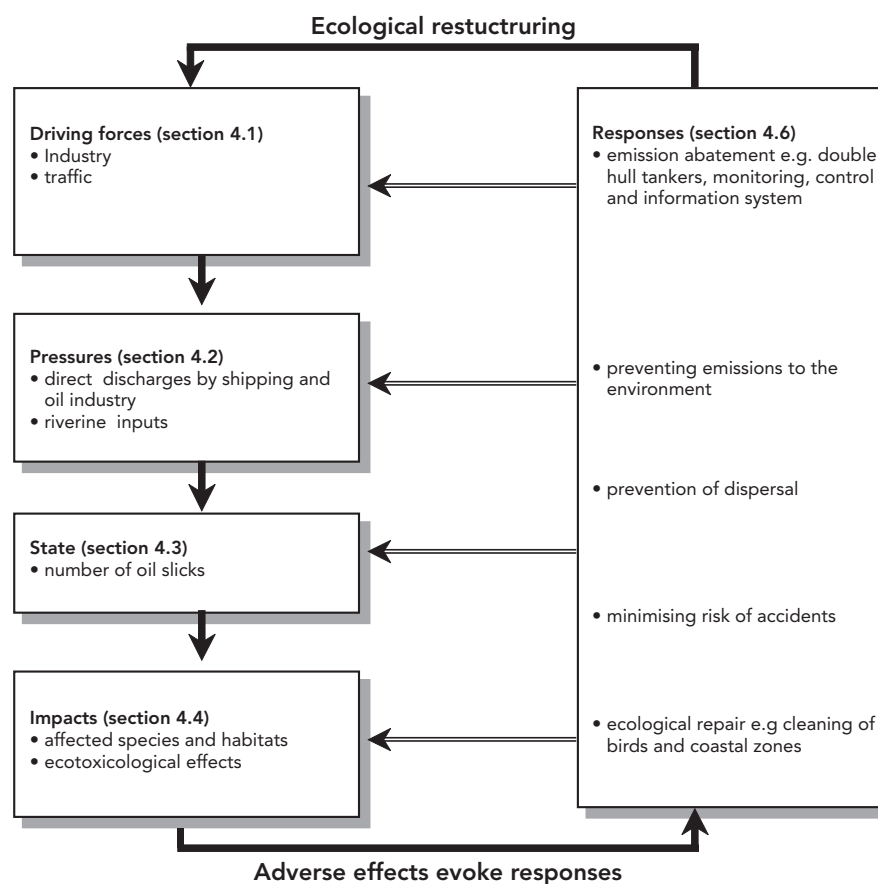 Ecological restuctruring
Driving forces (section 4.1)
• Industry
• traffic
Pressures (section 4.2)
• direct discharges by shipping and
oil industry
• riverine inputs
State (section 4.3)
• number of oil slicks
Impacts (section 4.4)
• affected species and habitats
• ecotoxicological effects
Responses (section 4.6)
• emission abatement e.g. double
hull tankers, monitoring, control
and information system
• preventing emissions to the
environment
• prevention of dispersal
• minimising risk of accidents
• ecological repair e.g cleaning of
birds and coastal zones
Adverse effects evoke responses